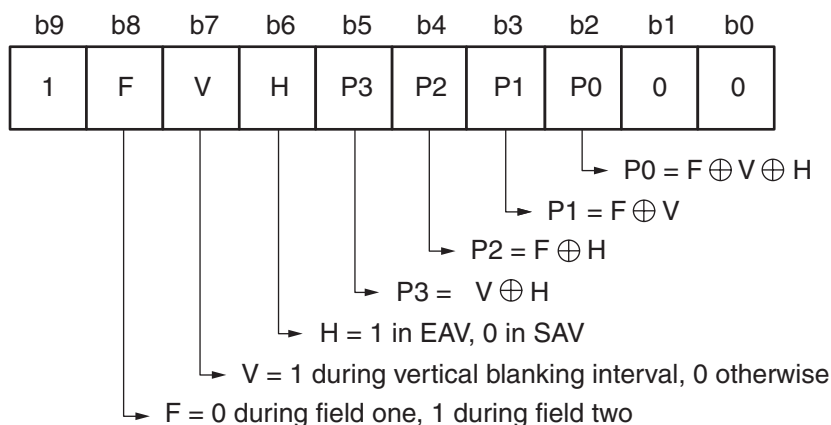 b9 b8 b7 b6 b5 b4 b3 b2 b1 b0
1 F V H P3 P2 P1 P0 0 0
P0 = F ⊕ V ⊕ H
P1 = F ⊕ V
P2 = F ⊕ H
P3 = V ⊕ H
H = 1 in EAV, 0 in SAV
V = 1 during vertical blanking interval, 0 otherwise
F = 0 during field one, 1 during field two